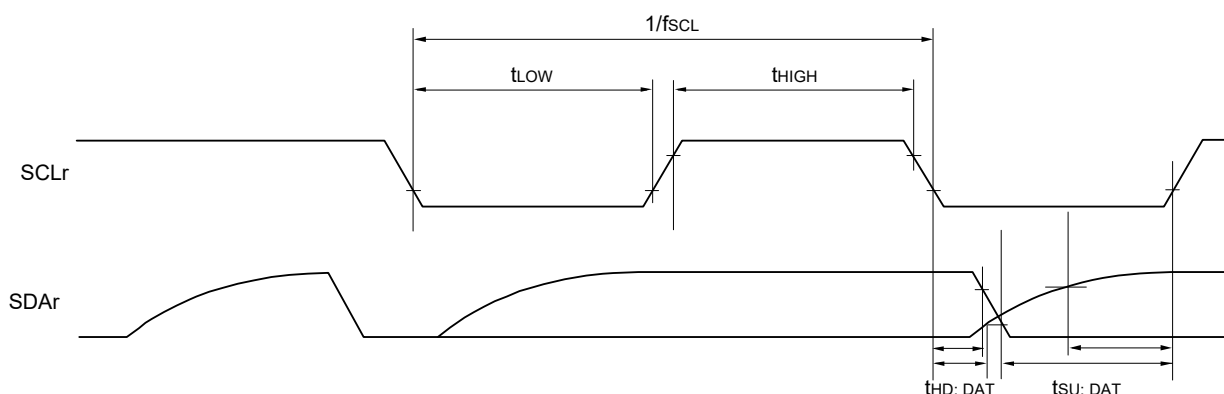 1/fSCL
tLOW
tHIGH
SCLr
SDAr
tHD: DAT
tSU: DAT